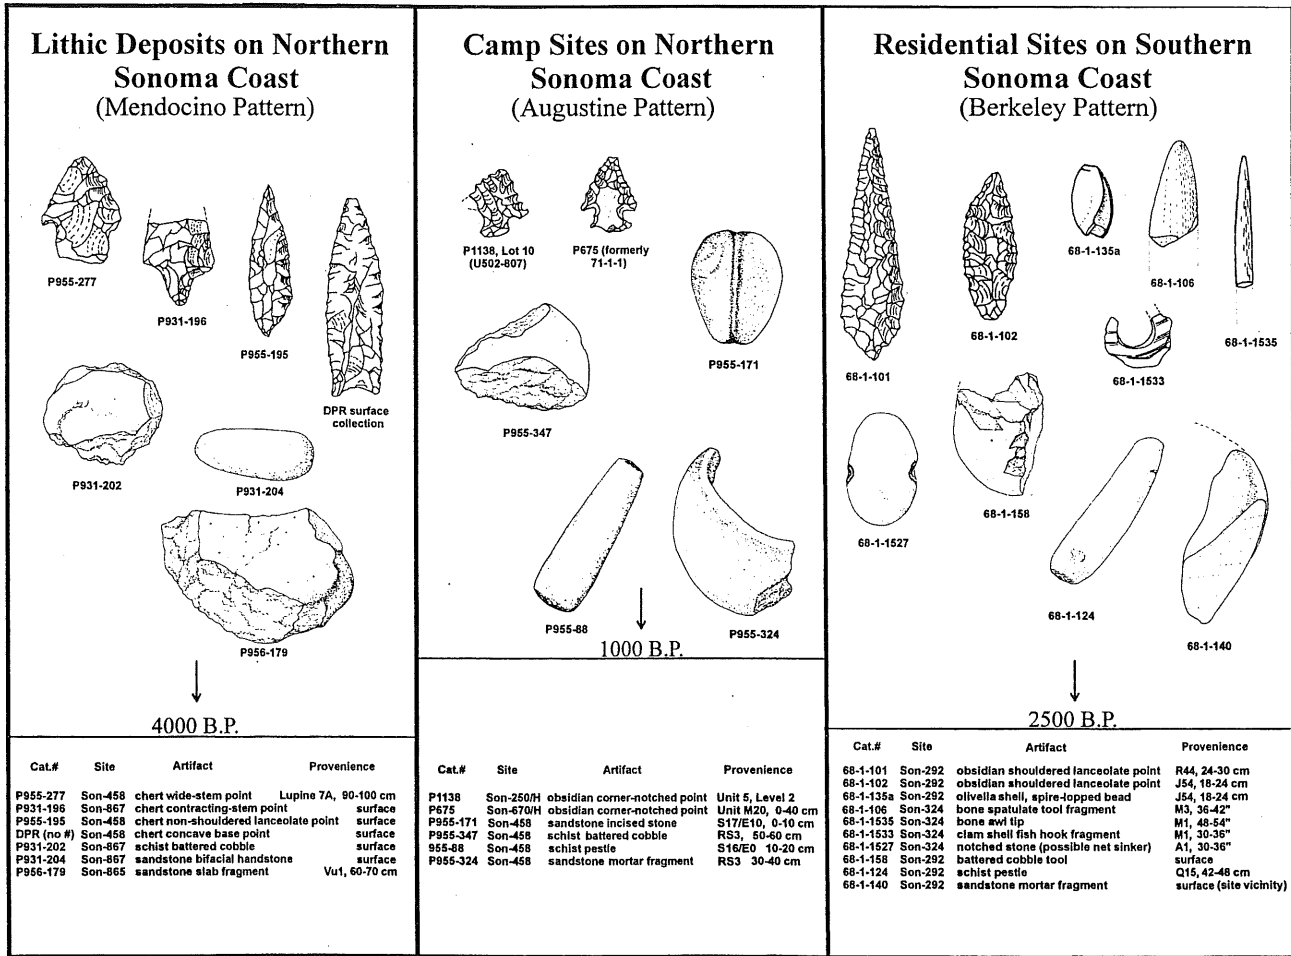 Lithic Deposits on Northern
Sonoma Coast
(Mendocino Pattern)
P955-277
P931-196
P955-195
DPR surface
collection
P931-202
P931-204
P956-179
4000 B.P.
Cat.# Site Artifact Provenience
P955-277 Son-458 chert wide-stem point Lupine 7A, 90-100 cm
P931-196 Son-867 chert contracting-stem point surface
P955-195 Son-458 chert non-shouldered lanceolate point surface
DPR (no #) Son-458 chert concave base point surface
P931-202 Son-867 schist battered cobble surface
P931-204 Son-867 sandstone bifacial handstone surface
P956-179 Son-865 sandstone slab fragment Vu1, 60-70 cm
Camp Sites on Northern
Sonoma Coast
(Augustine Pattern)
P1138, Lot 10
(U502-807)
P675 (formerly
71-1-1)
P955-171
P955-347
P955-88
P955-324
1000 B.P.
Cat.# Site Artifact Provenience
P1138 Son-250/H obsidian corner-notched point Unit 5, Level 2
P675 Son-670/H obsidian corner-notched point Unit M20, 0-40 cm
P955-171 Son-458 sandstone incised stone S17/E10, 0-10 cm
P955-347 Son-458 schist battered cobble RS3, 50-60 cm
955-88 Son-458 schist pestle S16/E0 10-20 cm
P955-324 Son-458 sandstone mortar fragment RS3 30-40 cm
Residential Sites on Southern
Sonoma Coast
(Berkeley Pattern)
68-1-101
68-1-102
68-1-135a
68-1-106
68-1-1535
68-1-1533
68-1-1527
68-1-158
68-1-124
68-1-140
2500 B.P.
Cat.# Site Artifact Provenience
68-1-101 Son-292 obsidian shouldered lanceolate point R44, 24-30 cm
68-1-102 Son-292 obsidian shouldered lanceolate point J54, 18-24 cm
68-1-135a Son-292 olivella shell, spire-lopped bead J54, 18-24 cm
68-1-106 Son-324 bone spatulate tool fragment M3, 36-42"
68-1-1535 Son-324 bone awl tip M1, 48-54"
68-1-1533 Son-324 clam shell fish hook fragment M1, 30-36"
68-1-1527 Son-324 notched stone (possible net sinker) A1, 30-36"
68-1-158 Son-292 battered cobble tool surface
68-1-124 Son-292 schist pestle Q15, 42-48 cm
68-1-140 Son-292 sandstone mortar fragment surface (site vicinity)